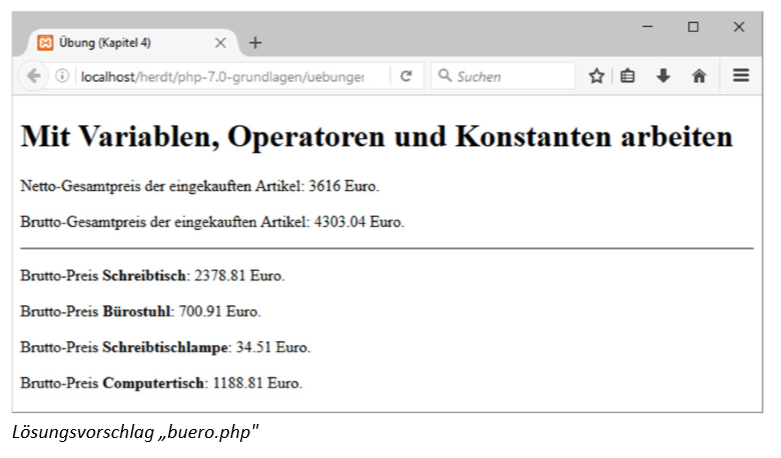 Übung (Kapitel 4)
localhost/herdt/php-7.0-grundlagen/uebungen
Suchen
Mit Variablen, Operatoren und Konstanten arbeiten
Netto-Gesamtpreis der eingekauften Artikel: 3616 Euro.
Brutto-Gesamtpreis der eingekauften Artikel: 4303.04 Euro.
Brutto-Preis Schreibtisch: 2378.81 Euro.
Brutto-Preis Bürostuhl: 700.91 Euro.
Brutto-Preis Schreibtischlampe: 34.51 Euro.
Brutto-Preis Computertisch: 1188.81 Euro.
Lösungsvorschlag „buero.php"